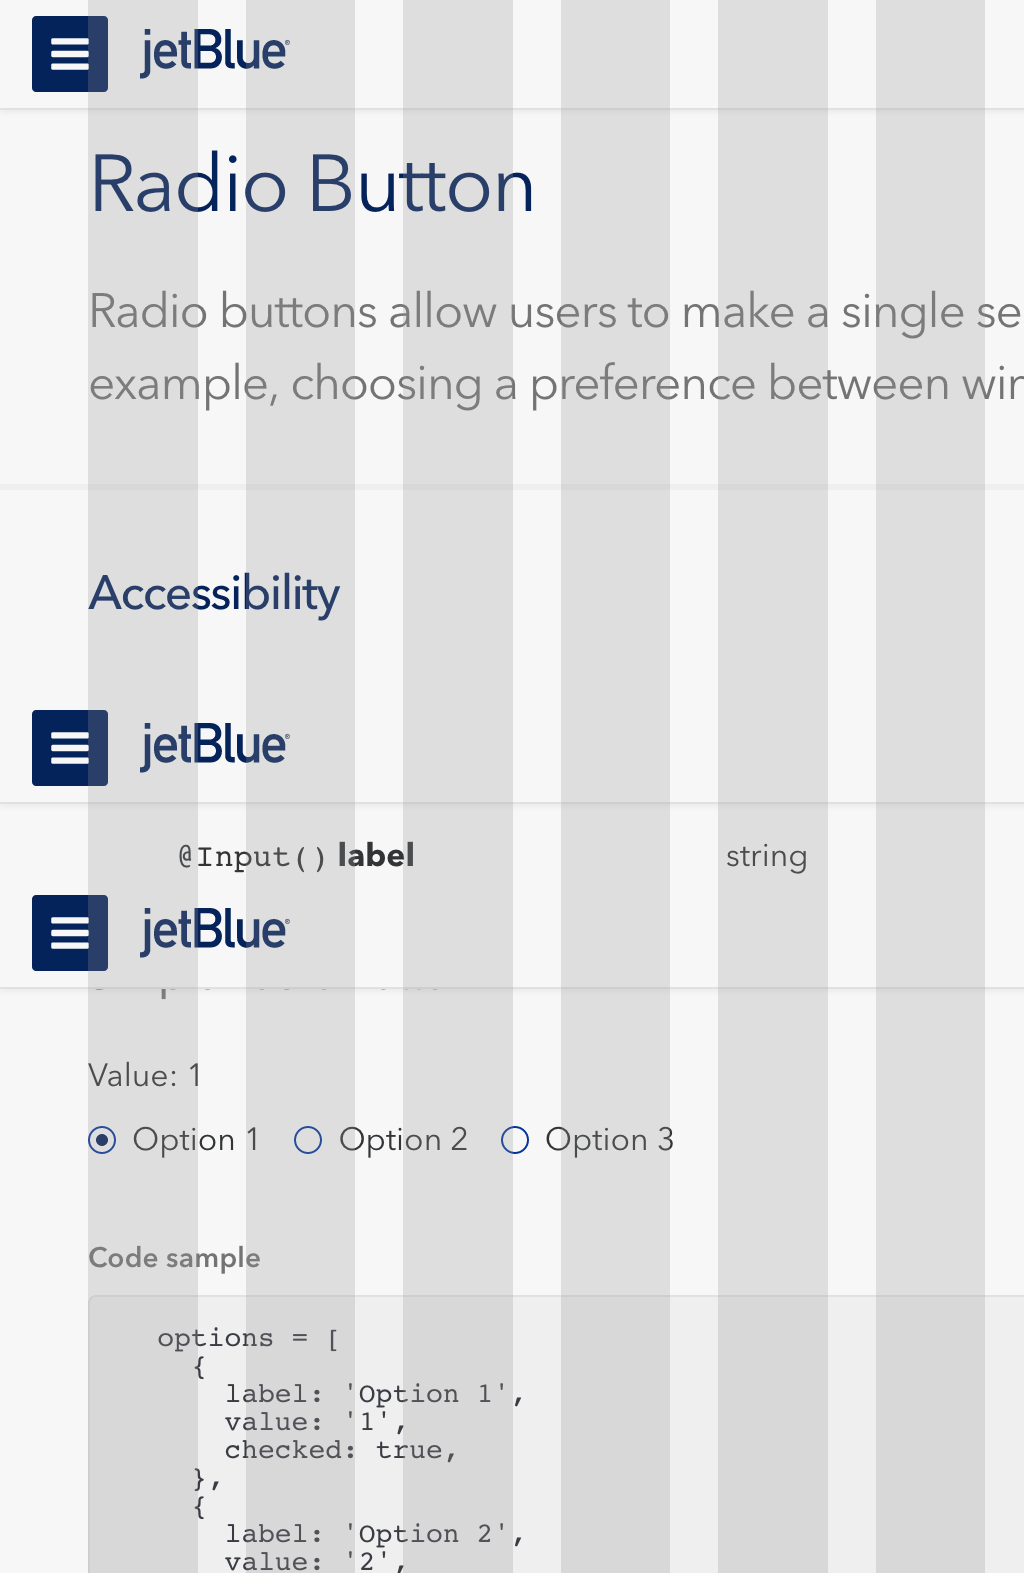 jetBlue®
Radio Button
Radio buttons allow users to make a single se
example, choosing a preference between
Accessibility
jetBlue®
@Input() label string
jetBlue®
Value: 1
Option 1 Option 2 Option 3
Code sample
options = [
{
label: 'Option 1',
value: '1',
checked: true,
},
{
label: 'Option 2',
value: '2',